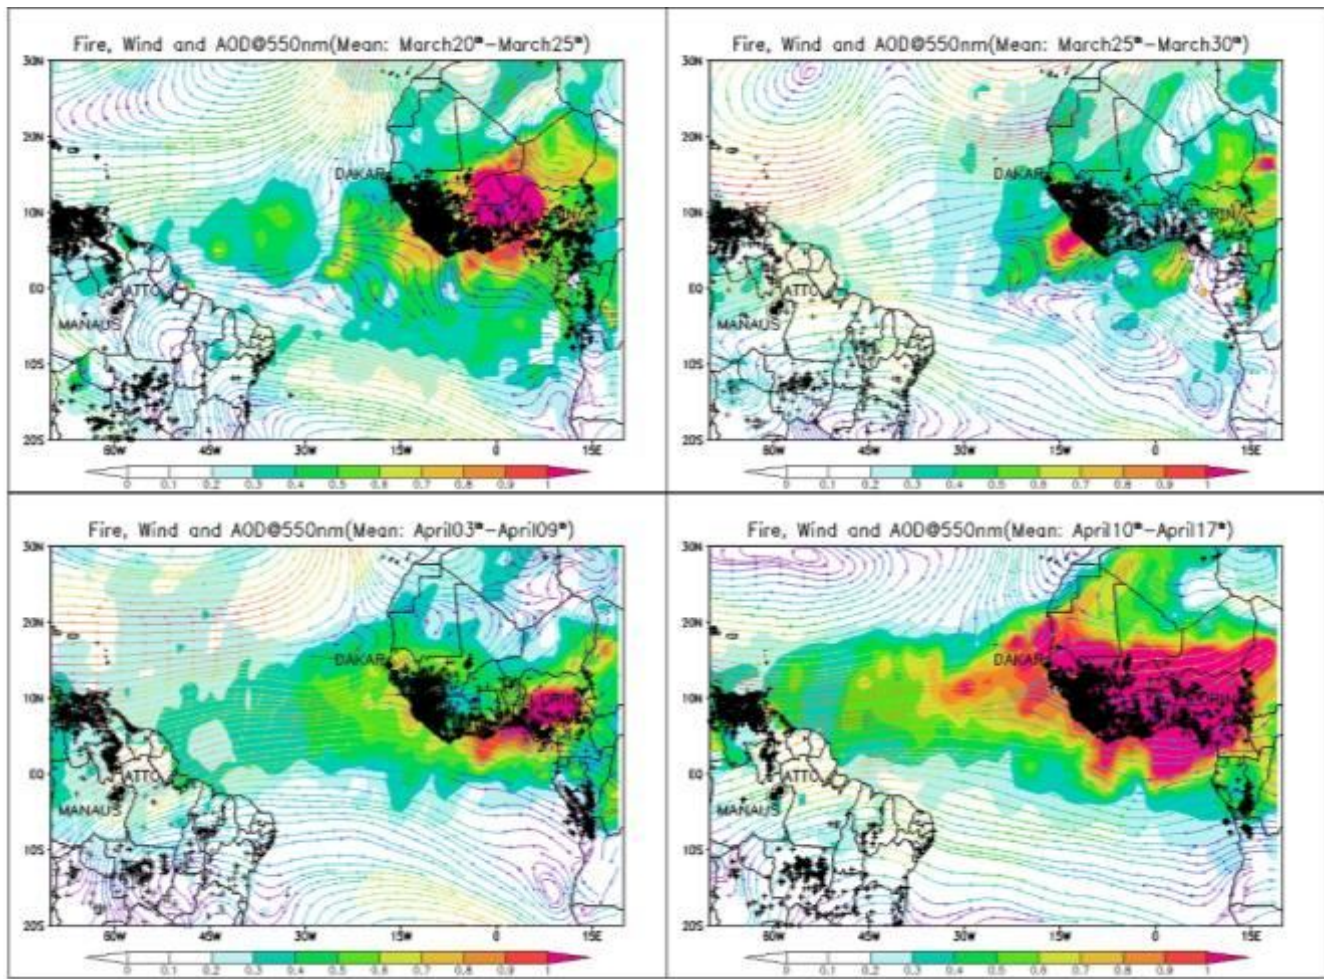 Fire, Wind and AOD@550nm(Mean: March20ᵗʰ-March25ᵗʰ)
30N
20N
DAKAR
10N
EQ
ATTO
MANAUS
10S
20S
60W 45W 30W 15W 0 15E
0 0.1 0.2 0.3 0.4 0.5 0.6 0.7 0.8 0.9 1
Fire, Wind and AOD@550nm(Mean: March25ᵗʰ-March30ᵗʰ)
30N
20N
DAKAR
10N
EQ
ATTO
MANAUS
10S
20S
60W 45W 30W 15W 0 15E
0 0.1 0.2 0.3 0.4 0.5 0.6 0.7 0.8 0.9 1
Fire, Wind and AOD@550nm(Mean: April03ᵗʰ-April09ᵗʰ)
30N
20N
DAKAR
10N
EQ
ATTO
MANAUS
10S
20S
60W 45W 30W 15W 0 15E
0 0.1 0.2 0.3 0.4 0.5 0.6 0.7 0.8 0.9 1
Fire, Wind and AOD@550nm(Mean: April10ᵗʰ-April17ᵗʰ)
30N
20N
DAKAR
10N
EQ
ATTO
MANAUS
10S
20S
60W 45W 30W 15W 0 15E
0 0.1 0.2 0.3 0.4 0.5 0.6 0.7 0.8 0.9 1